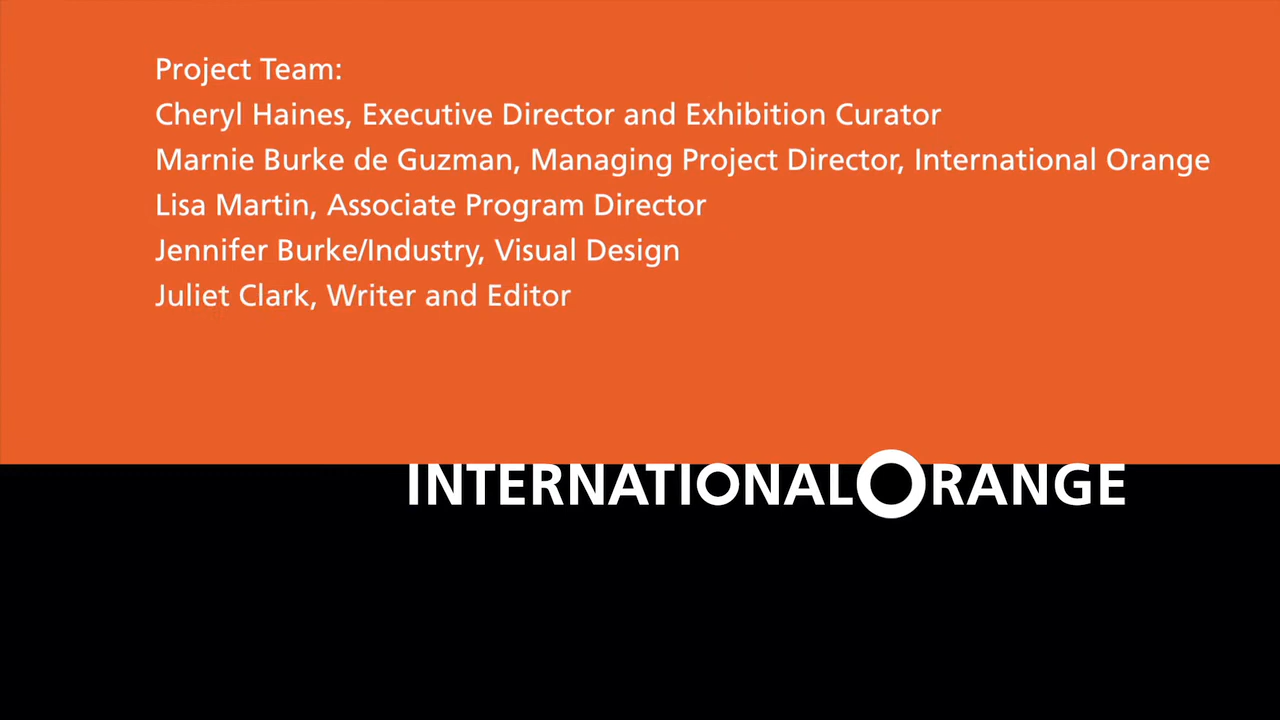 Project Team:
Cheryl Haines, Executive Director and Exhibition Curator
Marnie Burke de Guzman, Managing Project Director, International Orange
Lisa Martin, Associate Program Director
Jennifer Burke/Industry, Visual Design
Juliet Clark, Writer and Editor
INTERNATIONALORANGE